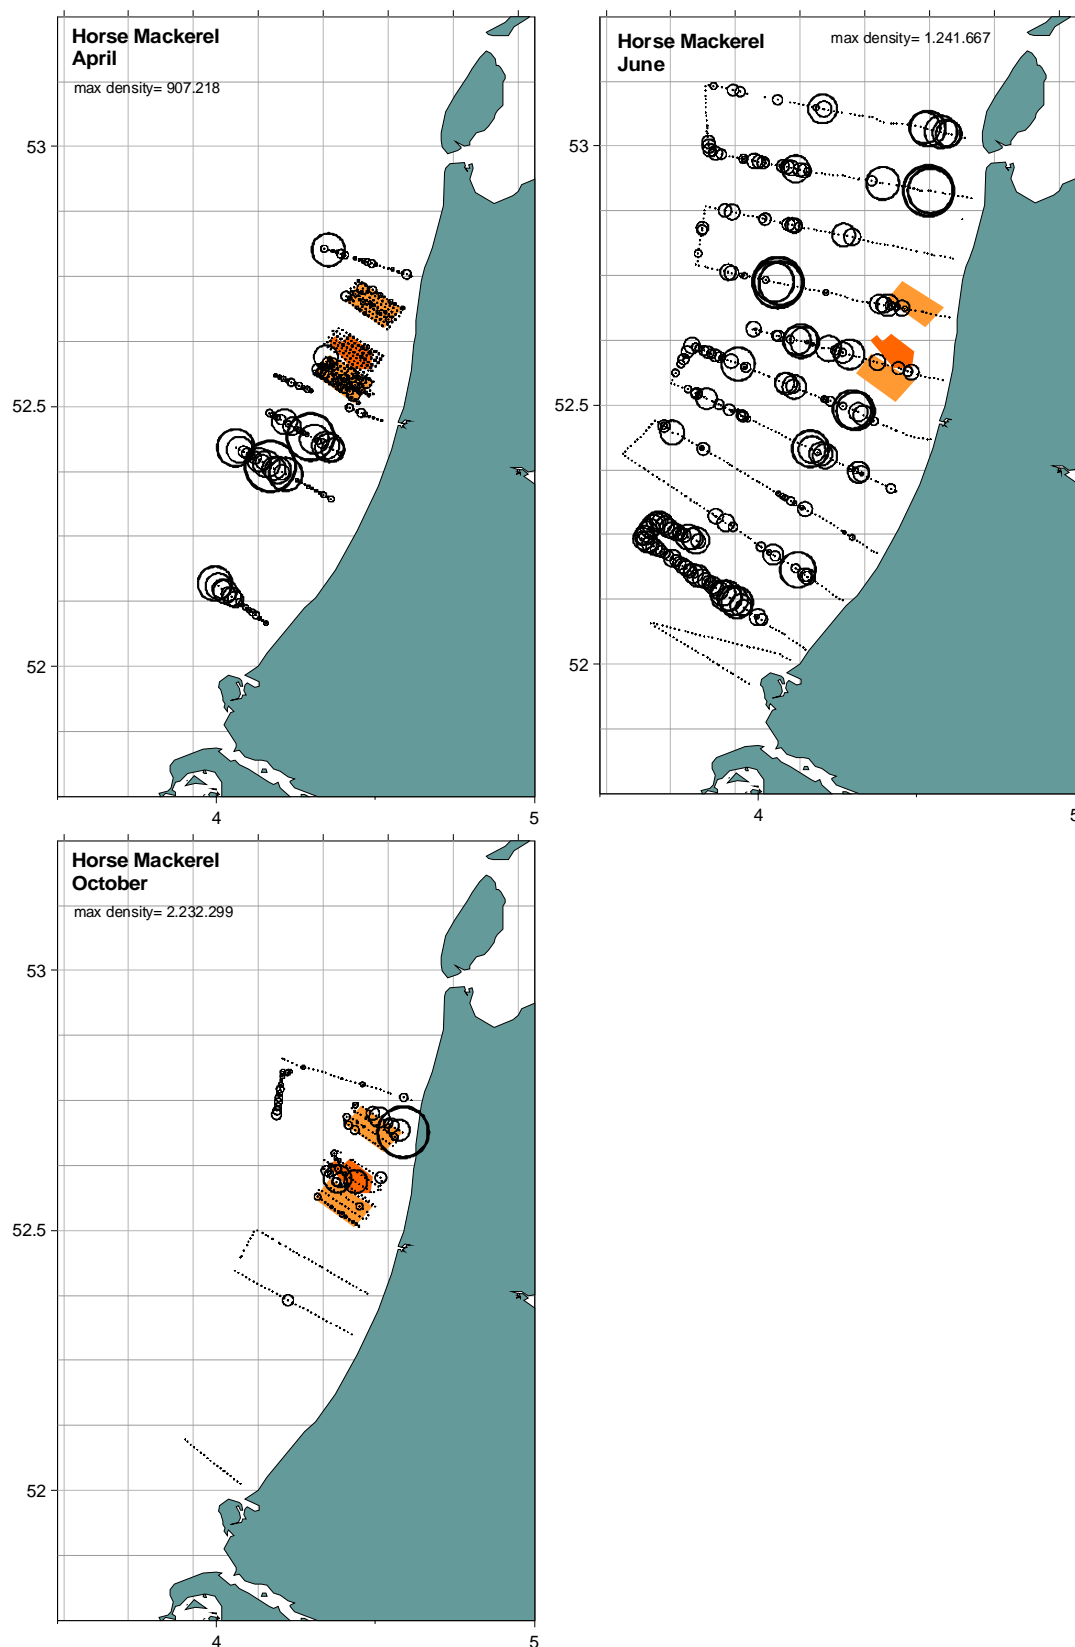 Horse Mackerel
April
max density= 907.218
53
52.5
52
4
5
Horse Mackerel
June
max density= 1.241.667
53
52.5
52
4
5
Horse Mackerel
October
max density= 2.232.299
53
52.5
52
4
5